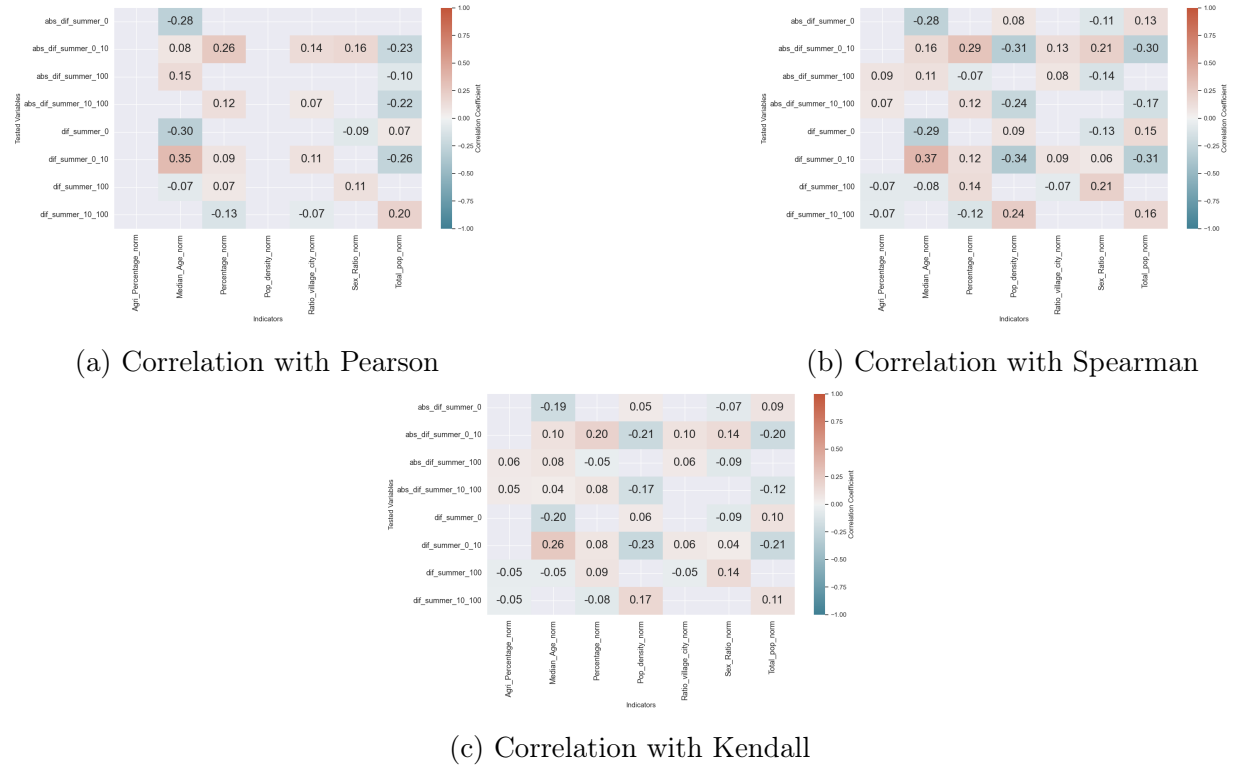 Tested Variables
abs_dif_summer_0 -0.28
abs_dif_summer_0_10 0.08 0.26 0.14 0.16 -0.23
abs_dif_summer_100 0.15 -0.10
abs_dif_summer_10_100 0.12 0.07 -0.22
dif_summer_0 -0.30 -0.09 0.07
dif_summer_0_10 0.35 0.09 0.11 -0.26
dif_summer_100 -0.07 0.07 0.11
dif_summer_10_100 -0.13 -0.07 0.20
Agri_Percentage_norm
Median_Age_norm
Percentage_norm
Pop_density_norm
Ratio_village_city_norm
Sex_Ratio_norm
Total_pop_norm
Indicators
1.00
0.75
0.50
0.25
0.00
-0.25
-0.50
-0.75
-1.00
Correlation Coefficient
(a) Correlation with Pearson
Tested Variables
abs_dif_summer_0 -0.28 0.08 -0.11 0.13
abs_dif_summer_0_10 0.16 0.29 -0.31 0.13 0.21 -0.30
abs_dif_summer_100 0.09 0.11 -0.07 0.08 -0.14
abs_dif_summer_10_100 0.07 0.12 -0.24 -0.17
dif_summer_0 -0.29 0.09 -0.13 0.15
dif_summer_0_10 0.37 0.12 -0.34 0.09 0.06 -0.31
dif_summer_100 -0.07 -0.08 0.14 -0.07 0.21
dif_summer_10_100 -0.07 -0.12 0.24 0.16
Agri_Percentage_norm
Median_Age_norm
Percentage_norm
Pop_density_norm
Ratio_village_city_norm
Sex_Ratio_norm
Total_pop_norm
Indicators
1.00
0.75
0.50
0.25
0.00
-0.25
-0.50
-0.75
-1.00
Correlation Coefficient
(b) Correlation with Spearman
Tested Variables
abs_dif_summer_0 -0.19 0.05 -0.07 0.09
abs_dif_summer_0_10 0.10 0.20 -0.21 0.10 0.14 -0.20
abs_dif_summer_100 0.06 0.08 -0.05 0.06 -0.09
abs_dif_summer_10_100 0.05 0.04 0.08 -0.17 -0.12
dif_summer_0 -0.20 0.06 -0.09 0.10
dif_summer_0_10 0.26 0.08 -0.23 0.06 0.04 -0.21
dif_summer_100 -0.05 -0.05 0.09 -0.05 0.14
dif_summer_10_100 -0.05 -0.08 0.17 0.11
Agri_Percentage_norm
Median_Age_norm
Percentage_norm
Pop_density_norm
Ratio_village_city_norm
Sex_Ratio_norm
Total_pop_norm
Indicators
1.00
0.75
0.50
0.25
0.00
-0.25
-0.50
-0.75
-1.00
Correlation Coefficient
(c) Correlation with Kendall